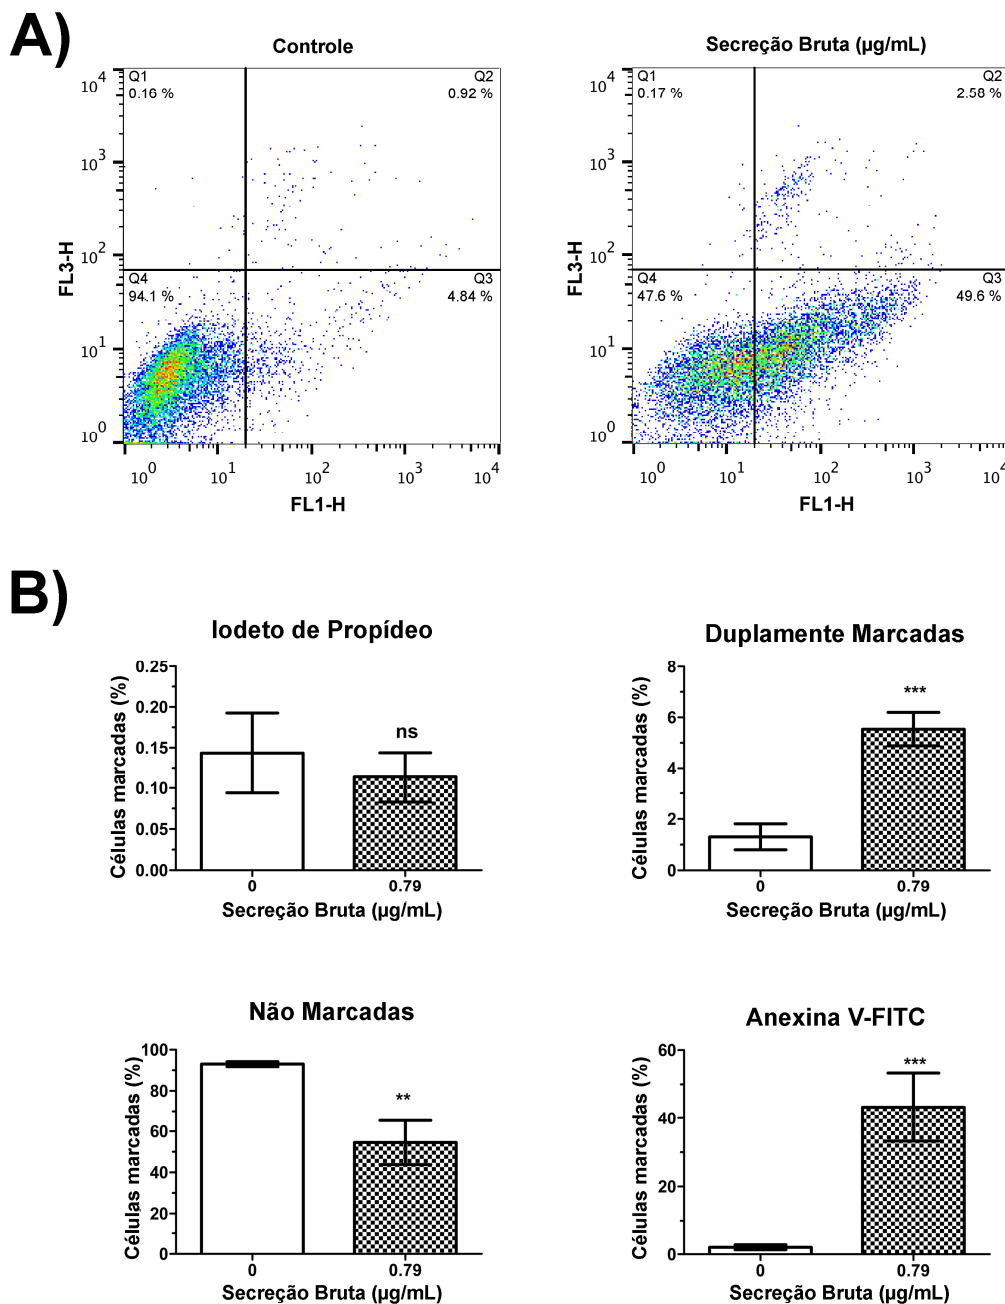 A)
Controle
Q1
0.16 %
Q2
0.92 %
Q4
94.1 %
Q3
4.84 %
10^4
10^3
10^2
10^1
10^0
FL3-H
10^0 10^1 10^2 10^3 10^4
FL1-H
Secreção Bruta (µg/mL)
Q1
0.17 %
Q2
2.58 %
Q4
47.6 %
Q3
49.6 %
10^4
10^3
10^2
10^1
10^0
FL3-H
10^0 10^1 10^2 10^3 10^4
FL1-H
B)
Iodeto de Propídeo
Células marcadas (%)
0.25
0.20
0.15
0.10
0.05
0.00
ns
0 0.79
Secreção Bruta (µg/mL)
Duplamente Marcadas
Células marcadas (%)
8
6
4
2
0
***
0 0.79
Secreção Bruta (µg/mL)
Não Marcadas
Células marcadas (%)
100
80
60
40
20
0
**
0 0.79
Secreção Bruta (µg/mL)
Anexina V-FITC
Células marcadas (%)
60
40
20
0
***
0 0.79
Secreção Bruta (µg/mL)